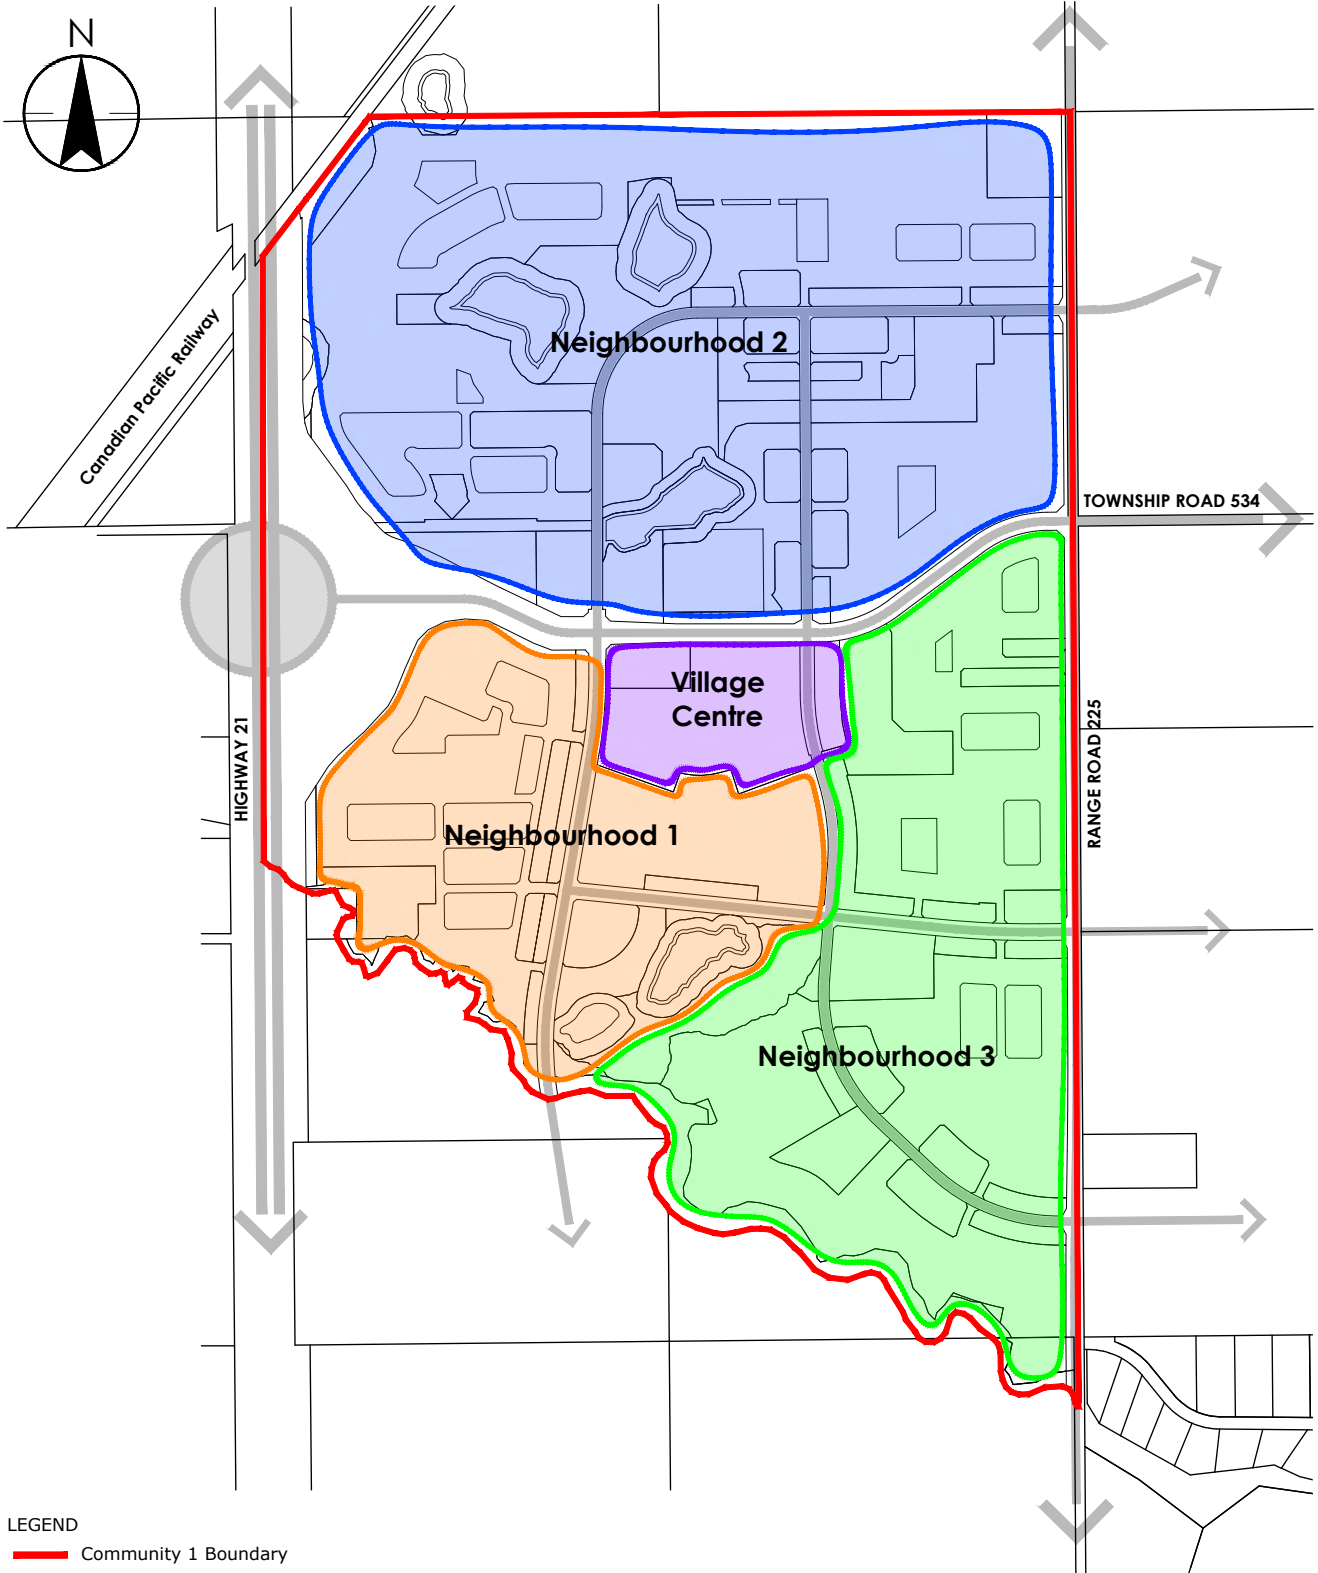 N
Canadian Pacific Railway
Neighbourhood 2
TOWNSHIP ROAD 534
Village
Centre
HIGHWAY 21
RANGE ROAD 225
Neighbourhood 1
Neighbourhood 3
LEGEND
Community 1 Boundary